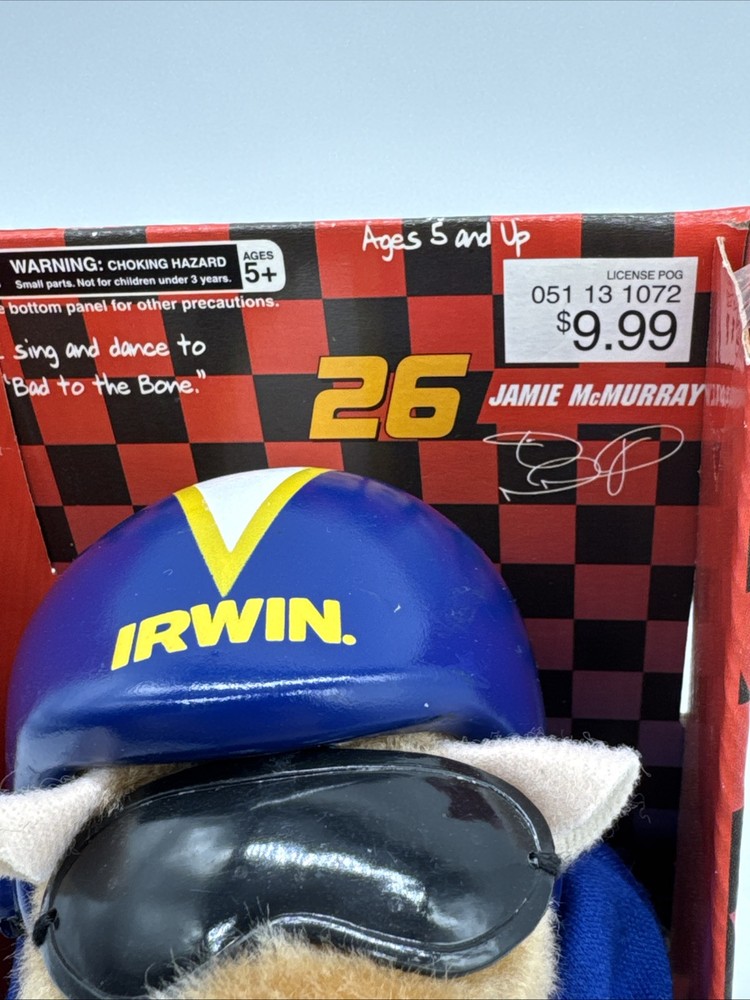 WARNING: CHOKING HAZARD
Small parts. Not for children under 3 years.
AGES
5+
bottom panel for other precautions.
sing and dance to
"Bad to the Bone."
Ages 5 and Up
LICENSE POG
051 13 1072
$9.99
26
JAMIE McMURRAY
IRWIN.